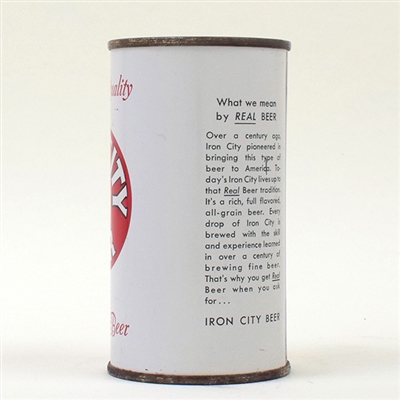 uality
ITY
Beer
What we mean
by REAL BEER
Over a century ago,
Iron City pioneered in
bringing this type of
beer to America. To-
day's Iron City lives up to
that Real Beer tradition.
It's a rich, full flavored,
all-grain beer. Every
drop of Iron City is
brewed with the skill
and experience learned
in over a century of
brewing fine beer.
That's why you get Real
Beer when you ask
for...
IRON CITY BEER